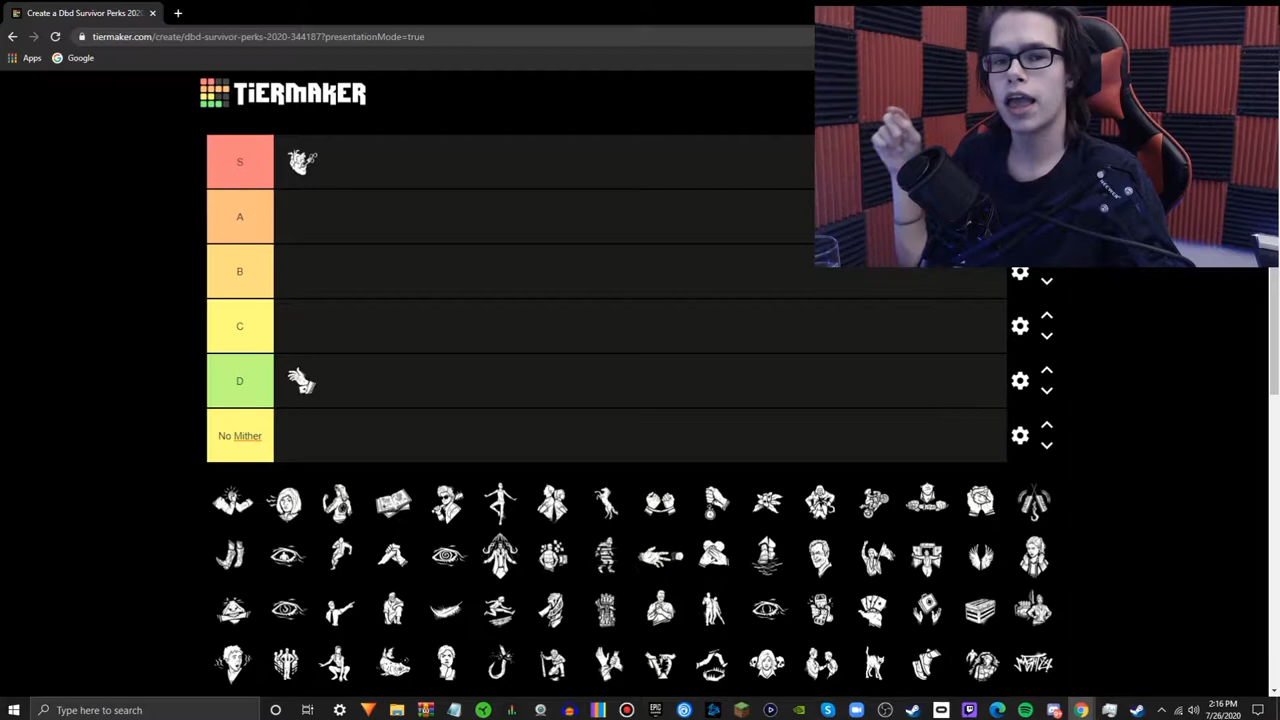 Create a Dbd Survivor Perks 202
tiermaker.com/create/dbd-survivor-perks-2020-344187?presentationMode=true
Apps
Google
TiERMAKER
S
A
B
C
D
No Mither
Type here to search
2:16 PM
7/26/2020